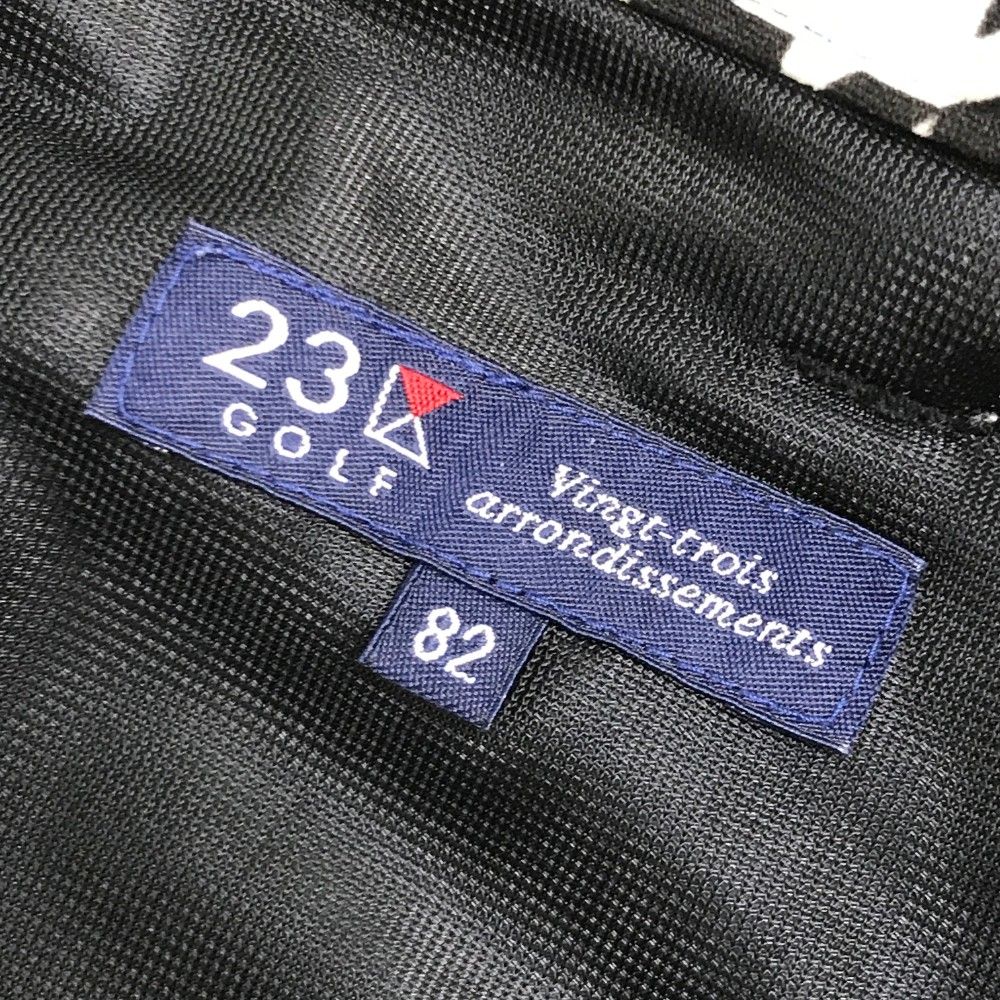 23
GOLF
Vingt-trois
arrondissements
82